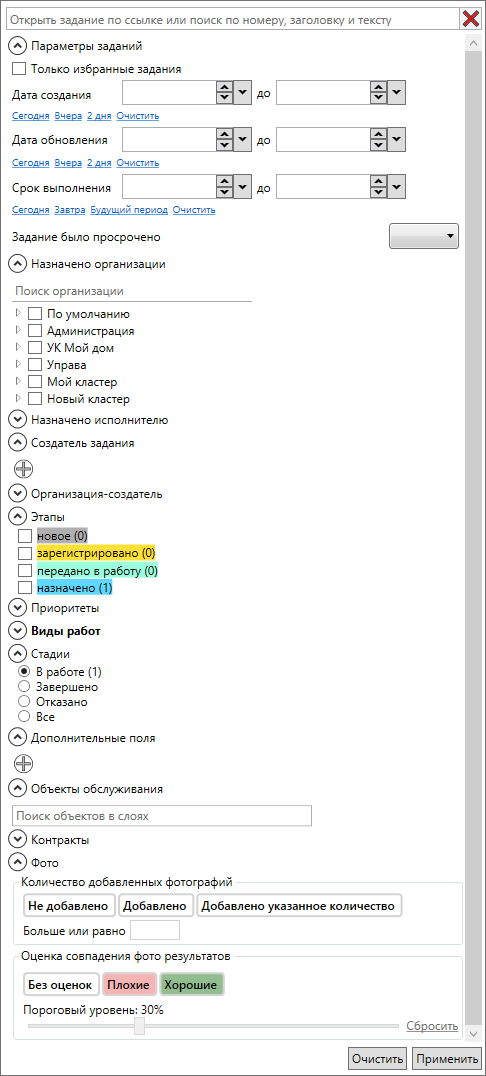 Открыть задание по ссылке или поиск по номеру, заголовку и тексту
Параметры заданий
Только избранные задания
Дата создания до
Сегодня Вчера 2 дня Очистить
Дата обновления до
Сегодня Вчера 2 дня Очистить
Срок выполнения до
Сегодня Завтра Будущий период Очистить
Задание было просрочено
Назначено организации
Поиск организации
По умолчанию
Администрация
УК Мой дом
Управа
Мой кластер
Новый кластер
Назначено исполнителю
Создатель задания
Организация-создатель
Этапы
новое (0)
зарегистрировано (0)
передано в работу (0)
назначено (1)
Приоритеты
Виды работ
Стадии
В работе (1)
Завершено
Отказано
Все
Дополнительные поля
Объекты обслуживания
Поиск объектов в слоях
Контракты
Фото
Количество добавленных фотографий
Не добавлено Добавлено Добавлено указанное количество
Больше или равно
Оценка совпадения фото результатов
Без оценок Плохие Хорошие
Пороговый уровень: 30%
Сбросить
Очистить Применить